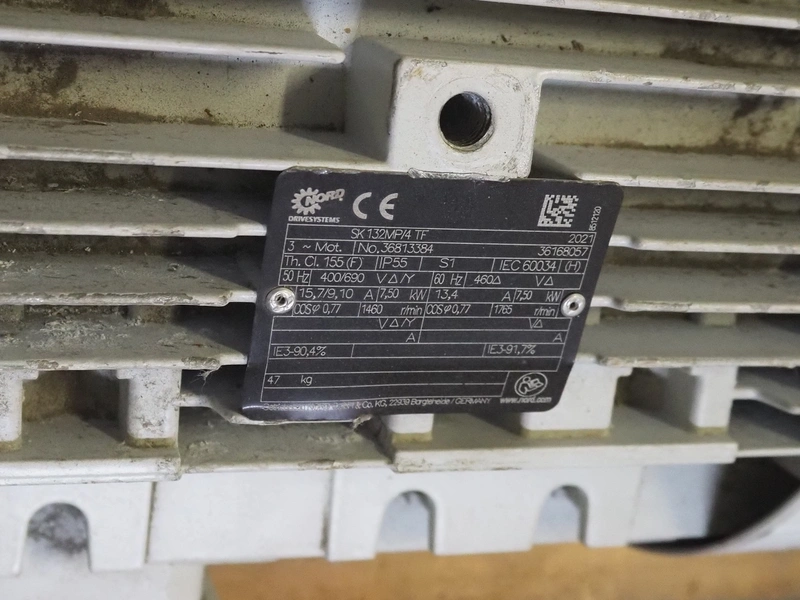 NORD CE
DRIVESYSTEMS
8512120
SK 132MP/4 TF 2021
3 ~ Mot. No. 36813384 36168057
Th. Cl. 155 (F) IP55 S1 IEC 60034 (H)
50 Hz 400/690 V Δ/Y 60 Hz 460Δ V Δ
15,7/9,10 A 7,50 kW 13,4 A 7,50 kW
COSφ 0,77 1460 r/min COSφ 0,77 1765 r/min
V Δ/Y VΔ
A A
IE3-90,4% IE3-91,7%
47 kg
& Co. KG, 22939 Bargteheide / GERMANY www.nord.com